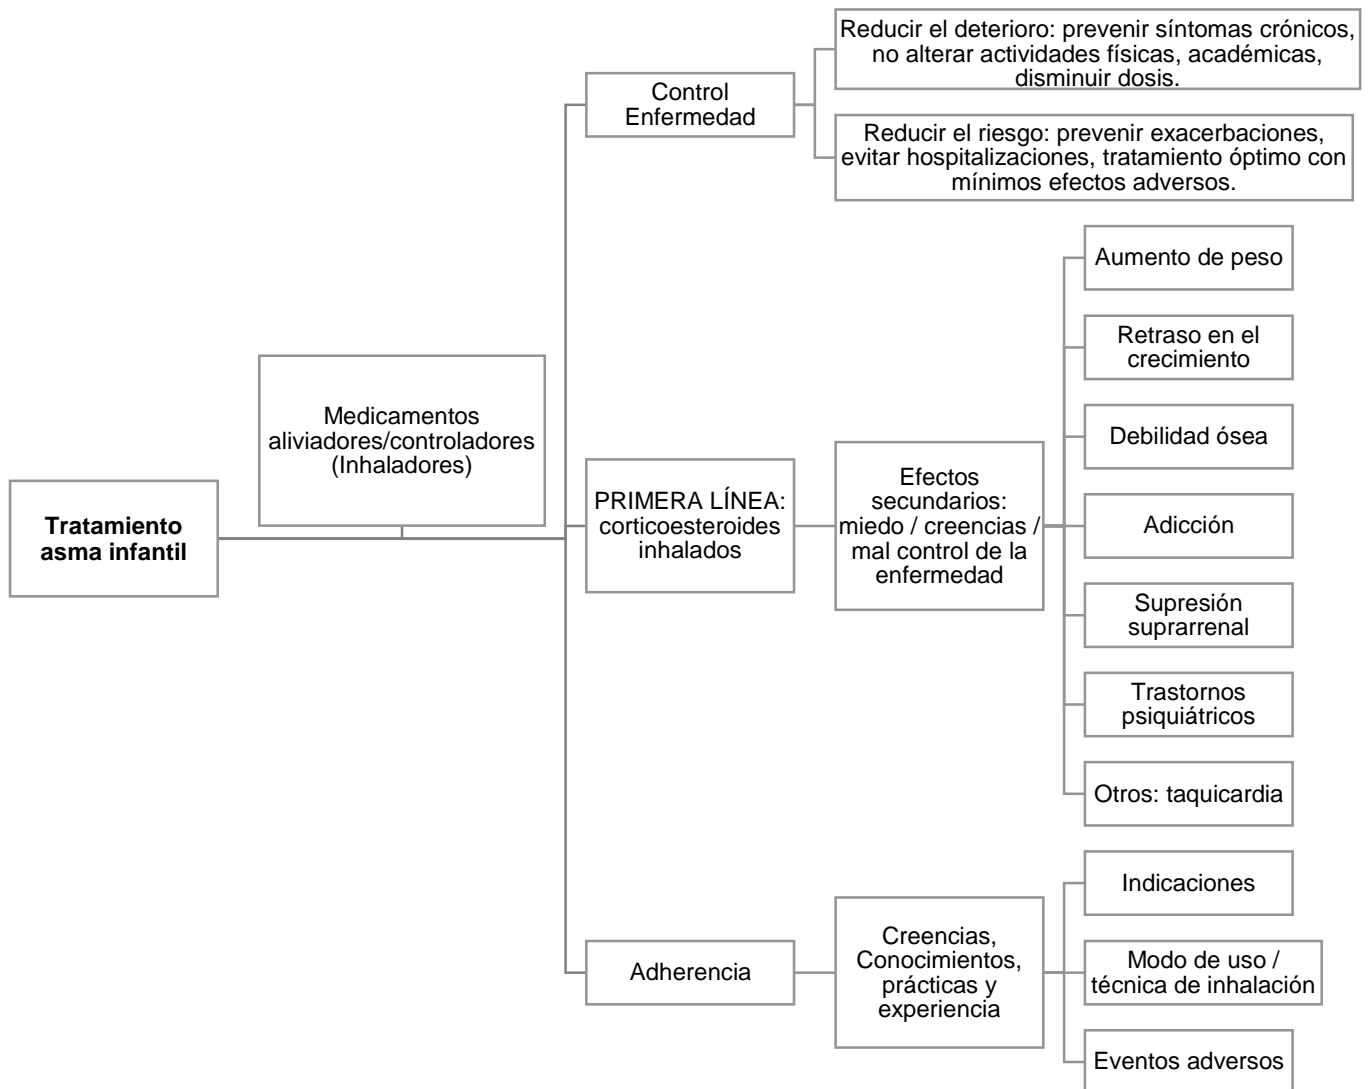 Tratamiento
asma infantil
Medicamentos
aliviadores/controladores
(Inhaladores)
Control
Enfermedad
Reducir el deterioro: prevenir síntomas crónicos,
no alterar actividades físicas, académicas,
disminuir dosis.
Reducir el riesgo: prevenir exacerbaciones,
evitar hospitalizaciones, tratamiento óptimo con
mínimos efectos adversos.
PRIMERA LÍNEA:
corticoesteroides
inhalados
Efectos
secundarios:
miedo / creencias /
mal control de la
enfermedad
Aumento de peso
Retraso en el
crecimiento
Debilidad ósea
Adicción
Supresión
suprarrenal
Trastornos
psiquiátricos
Otros: taquicardia
Adherencia
Creencias,
Conocimientos,
prácticas y
experiencia
Indicaciones
Modo de uso /
técnica de inhalación
Eventos adversos